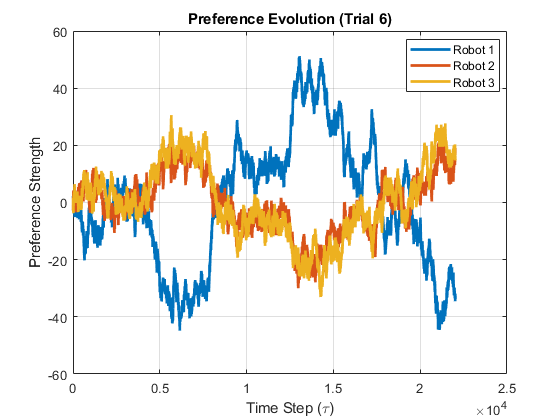 Preference Evolution (Trial 6)
Robot 1
Robot 2
Robot 3
Preference Strength
60
40
20
0
-20
-40
-60
0
0.5
1
1.5
2
2.5
×10⁴
Time Step (τ)